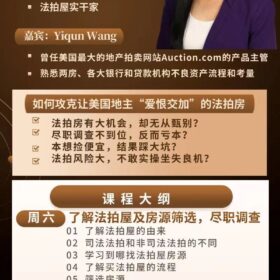 法拍屋实干家
嘉宾：Yiqun Wang
曾任美国最大的地产拍卖网站Auction.com的产品主管
熟悉两房、各大银行和贷款机构不良资产流程和考量
如何攻克让美国地主“爱恨交加”的法拍房
法拍房有大机会，却无从甄别？
尽职调查不到位，反而亏本？
本想捡便宜，结果踩大坑？
法拍风险大，不敢实操坐失良机？
课程大纲
周六 了解法拍屋及房源筛选，尽职调查
01 了解法拍屋的由来
02 司法法拍和非司法法拍的不同
03 学习到哪找法拍屋房源
04 了解买法拍屋的流程
05 筛选房源